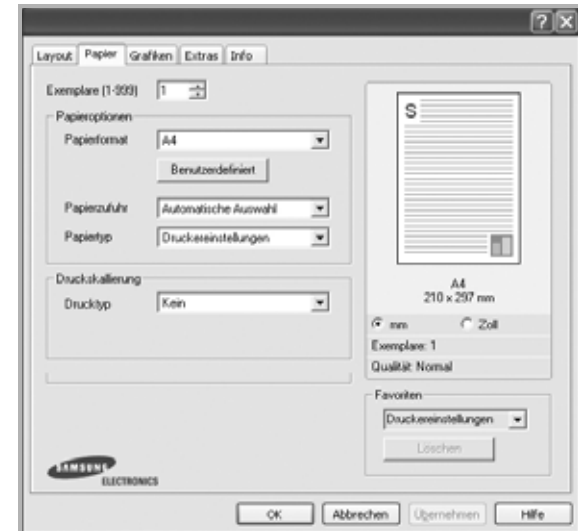 Layout Papier Grafiken Extras Info
Exemplare (1-999) 1
Papieroptionen
Papierformat A4
Benutzerdefiniert
Papierzufuhr Automatische Auswahl
Papiertyp Druckereinstellungen
Druckskallierung
Drucktyp Kein
S
A4
210 x 297 mm
mm Zoll
Exemplare: 1
Qualität: Normal
Favoriten
Druckereinstellungen
Löschen
SAMSUNG
ELECTRONICS
OK Abbrechen Übernehmen Hilfe